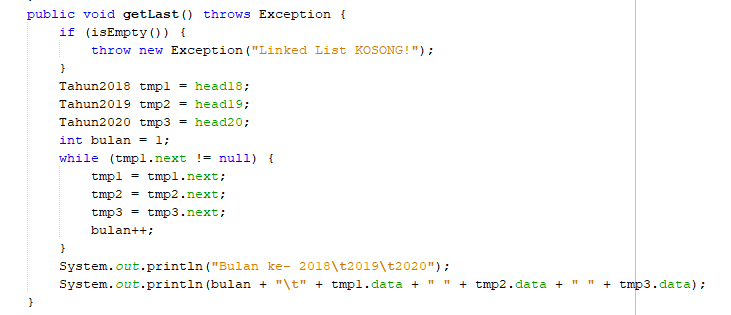 public void getLast() throws Exception {
    if (isEmpty()) {
        throw new Exception("Linked List KOSONG!");
    }
    Tahun2018 tmp1 = head18;
    Tahun2019 tmp2 = head19;
    Tahun2020 tmp3 = head20;
    int bulan = 1;
    while (tmp1.next != null) {
        tmp1 = tmp1.next;
        tmp2 = tmp2.next;
        tmp3 = tmp3.next;
        bulan++;
    }
    System.out.println("Bulan ke- 2018\t2019\t2020");
    System.out.println(bulan + "\t" + tmp1.data + " " + tmp2.data + " " + tmp3.data);
}